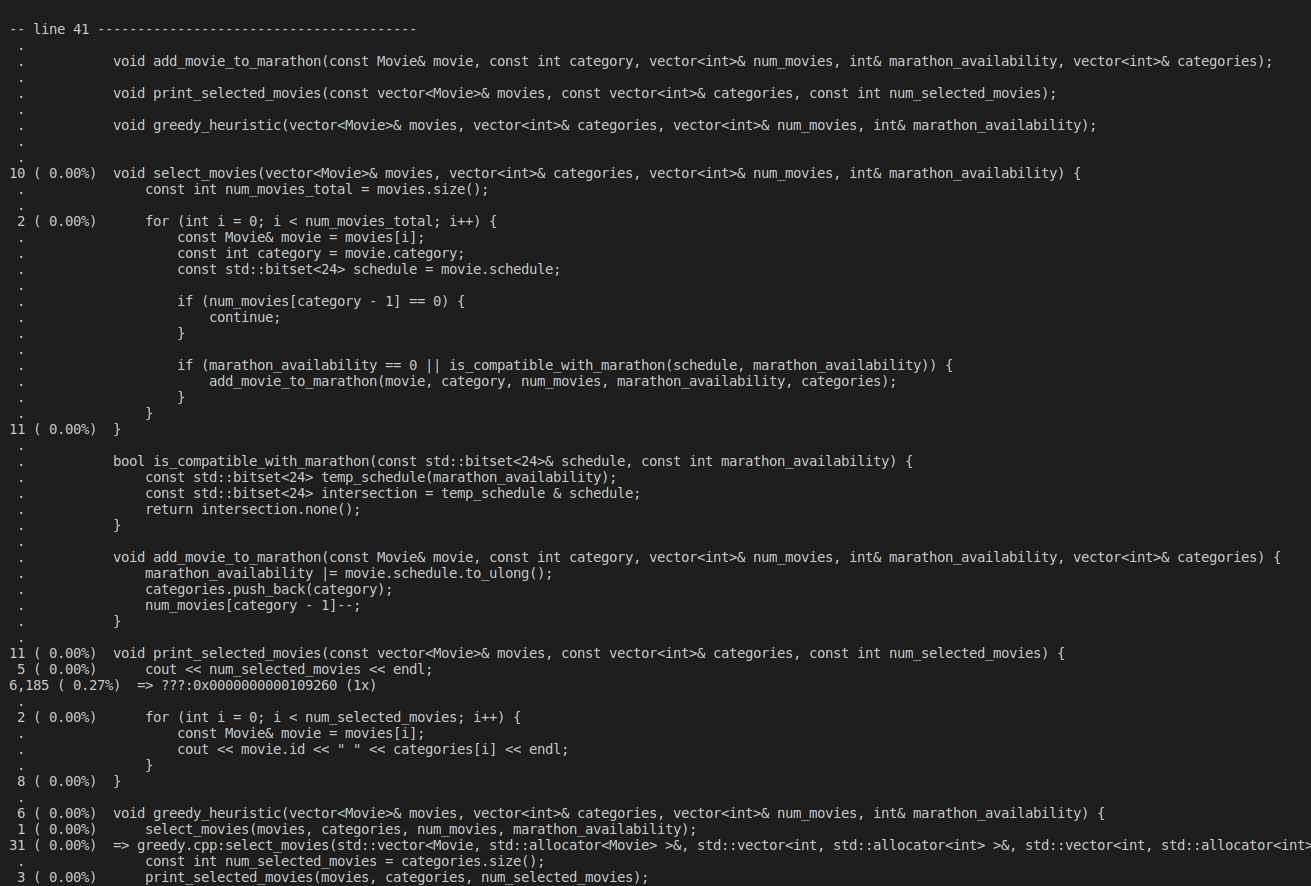 -- line 41 ----------------------------------------
.
. void add_movie_to_marathon(const Movie& movie, const int category, vector<int>& num_movies, int& marathon_availability, vector<int>& categories);
.
. void print_selected_movies(const vector<Movie>& movies, const vector<int>& categories, const int num_selected_movies);
.
. void greedy_heuristic(vector<Movie>& movies, vector<int>& categories, vector<int>& num_movies, int& marathon_availability);
.
.
10 ( 0.00%) void select_movies(vector<Movie>& movies, vector<int>& categories, vector<int>& num_movies, int& marathon_availability) {
. const int num_movies_total = movies.size();
.
2 ( 0.00%) for (int i = 0; i < num_movies_total; i++) {
. const Movie& movie = movies[i];
. const int category = movie.category;
. const std::bitset<24> schedule = movie.schedule;
.
. if (num_movies[category - 1] == 0) {
. continue;
. }
.
. if (marathon_availability == 0 || is_compatible_with_marathon(schedule, marathon_availability)) {
. add_movie_to_marathon(movie, category, num_movies, marathon_availability, categories);
. }
. }
11 ( 0.00%) }
.
. bool is_compatible_with_marathon(const std::bitset<24>& schedule, const int marathon_availability) {
. const std::bitset<24> temp_schedule(marathon_availability);
. const std::bitset<24> intersection = temp_schedule & schedule;
. return intersection.none();
. }
.
. void add_movie_to_marathon(const Movie& movie, const int category, vector<int>& num_movies, int& marathon_availability, vector<int>& categories) {
. marathon_availability |= movie.schedule.to_ulong();
. categories.push_back(category);
. num_movies[category - 1]--;
. }
.
11 ( 0.00%) void print_selected_movies(const vector<Movie>& movies, const vector<int>& categories, const int num_selected_movies) {
5 ( 0.00%) cout << num_selected_movies << endl;
6,185 ( 0.27%) => ???:0x0000000000109260 (1x)
.
2 ( 0.00%) for (int i = 0; i < num_selected_movies; i++) {
. const Movie& movie = movies[i];
. cout << movie.id << " " << categories[i] << endl;
. }
8 ( 0.00%) }
.
6 ( 0.00%) void greedy_heuristic(vector<Movie>& movies, vector<int>& categories, vector<int>& num_movies, int& marathon_availability) {
1 ( 0.00%) select_movies(movies, categories, num_movies, marathon_availability);
31 ( 0.00%) => greedy.cpp:select_movies(std::vector<Movie, std::allocator<Movie> >&, std::vector<int, std::allocator<int> >&, std::vector<int, std::allocator<int>
. const int num_selected_movies = categories.size();
3 ( 0.00%) print_selected_movies(movies, categories, num_selected_movies);